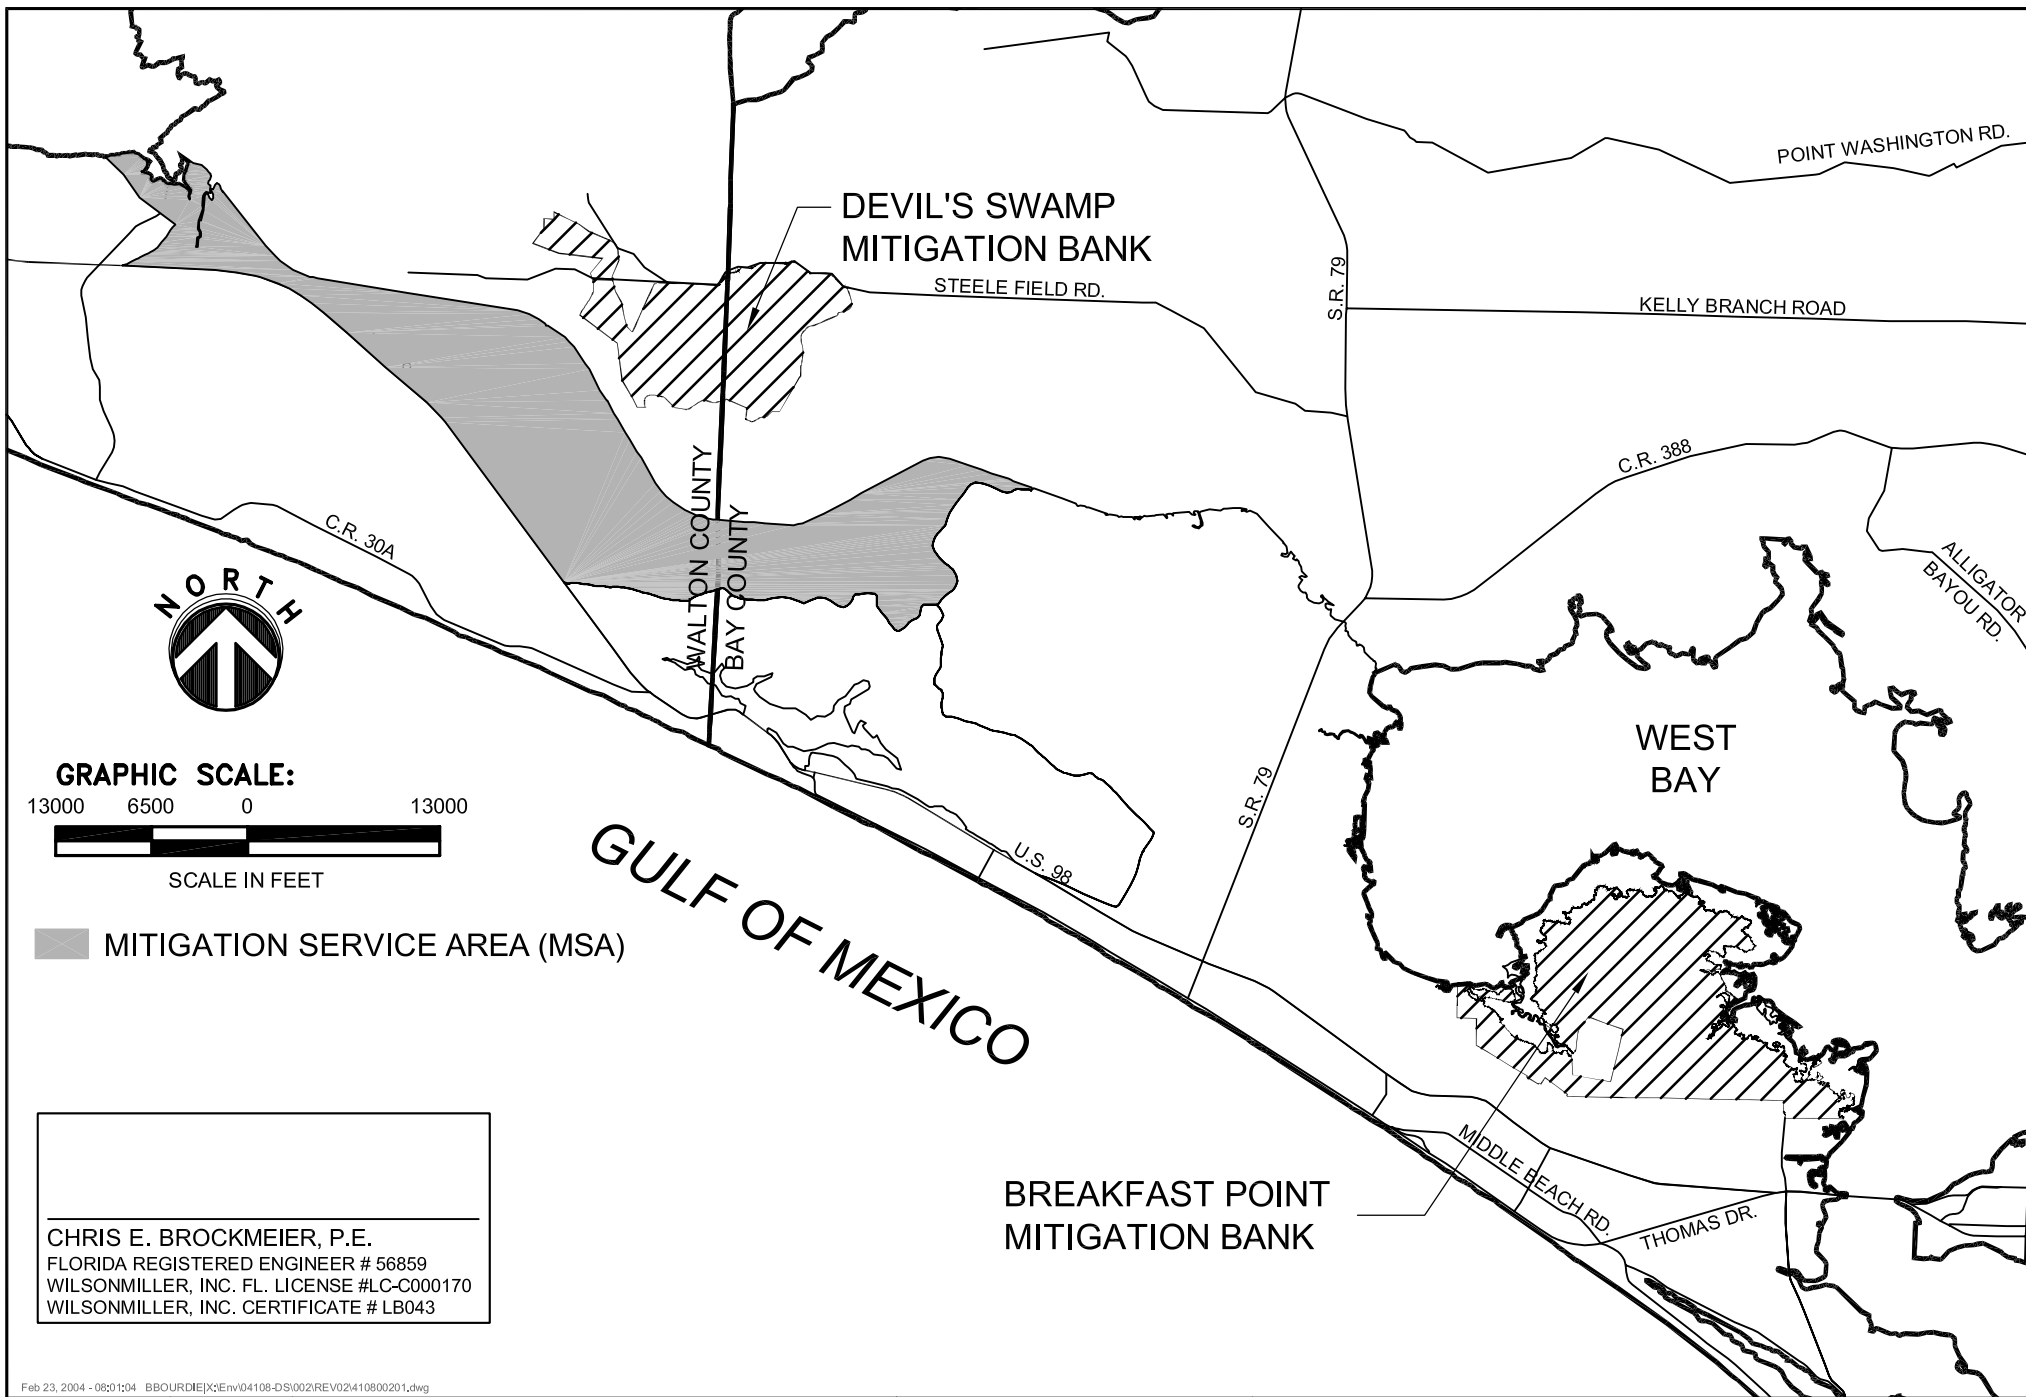 POINT WASHINGTON RD.
DEVIL'S SWAMP
MITIGATION BANK
STEELE FIELD RD.
S.R. 79
KELLY BRANCH ROAD
C.R. 388
ALLIGATOR
BAYOU RD.
WALTON COUNTY
BAY COUNTY
C.R. 30A
NORTH
WEST
BAY
S.R. 79
U.S. 98
GRAPHIC SCALE:
13000 6500 0 13000
SCALE IN FEET
GULF OF MEXICO
MITIGATION SERVICE AREA (MSA)
MIDDLE BEACH RD.
THOMAS DR.
BREAKFAST POINT
MITIGATION BANK
CHRIS E. BROCKMEIER, P.E.
FLORIDA REGISTERED ENGINEER # 56859
WILSONMILLER, INC. FL. LICENSE #LC-C000170
WILSONMILLER, INC. CERTIFICATE # LB043
Feb 23, 2004 - 08:01:04 BBOURDIE|X:\Env\04108-DS\002\REV02\410800201.dwg